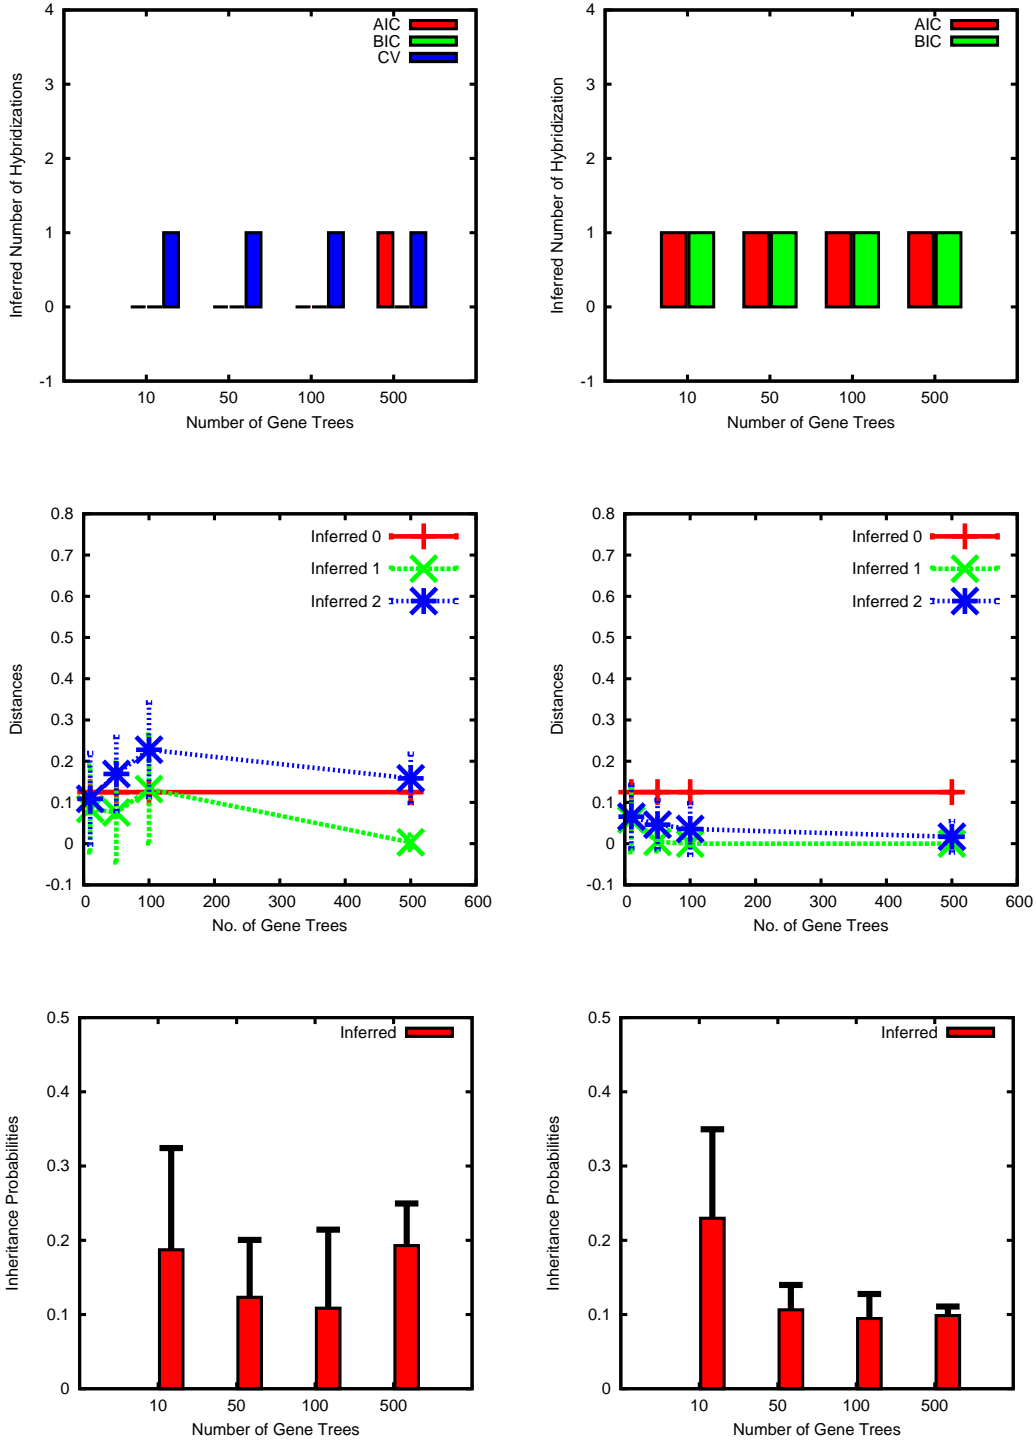 4
3
2
1
0
-1
Inferred Number of Hybridizations
AIC
BIC
CV
10 50 100 500
Number of Gene Trees
4
3
2
1
0
-1
Inferred Number of Hybridization
AIC
BIC
10 50 100 500
Number of Gene Trees
0.8
0.7
0.6
0.5
0.4
0.3
0.2
0.1
0
-0.1
Distances
Inferred 0
Inferred 1
Inferred 2
0 100 200 300 400 500 600
No. of Gene Trees
0.8
0.7
0.6
0.5
0.4
0.3
0.2
0.1
0
-0.1
Distances
Inferred 0
Inferred 1
Inferred 2
0 100 200 300 400 500 600
No. of Gene Trees
0.5
0.4
0.3
0.2
0.1
0
Inheritance Probabilities
Inferred
10 50 100 500
Number of Gene Trees
0.5
0.4
0.3
0.2
0.1
0
Inheritance Probabilities
Inferred
10 50 100 500
Number of Gene Trees